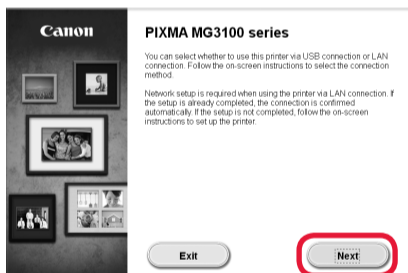 Canon
PIXMA MG3100 series
You can select whether to use this printer via USB connection or LAN
connection. Follow the on-screen instructions to select the connection
method.
Network setup is required when using the printer via LAN connection. If
the setup is already completed, the connection is confirmed
automatically. If the setup is not completed, follow the on-screen
instructions to set up the printer.
Exit
Next